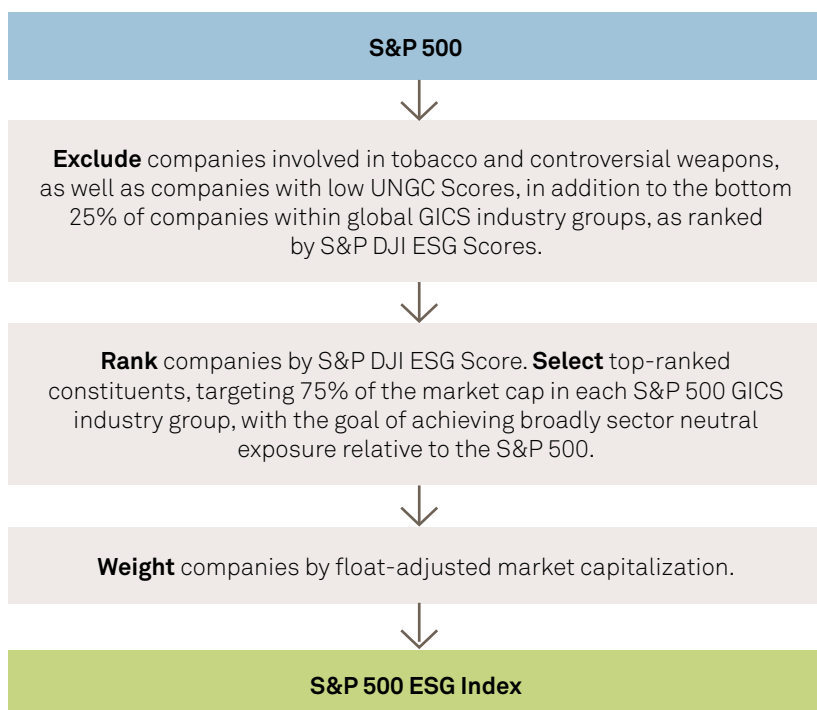 S&P 500
Exclude companies involved in tobacco and controversial weapons,
as well as companies with low UNGC Scores, in addition to the bottom
25% of companies within global GICS industry groups, as ranked
by S&P DJI ESG Scores.
Rank companies by S&P DJI ESG Score. Select top-ranked
constituents, targeting 75% of the market cap in each S&P 500 GICS
industry group, with the goal of achieving broadly sector neutral
exposure relative to the S&P 500.
Weight companies by float-adjusted market capitalization.
S&P 500 ESG Index